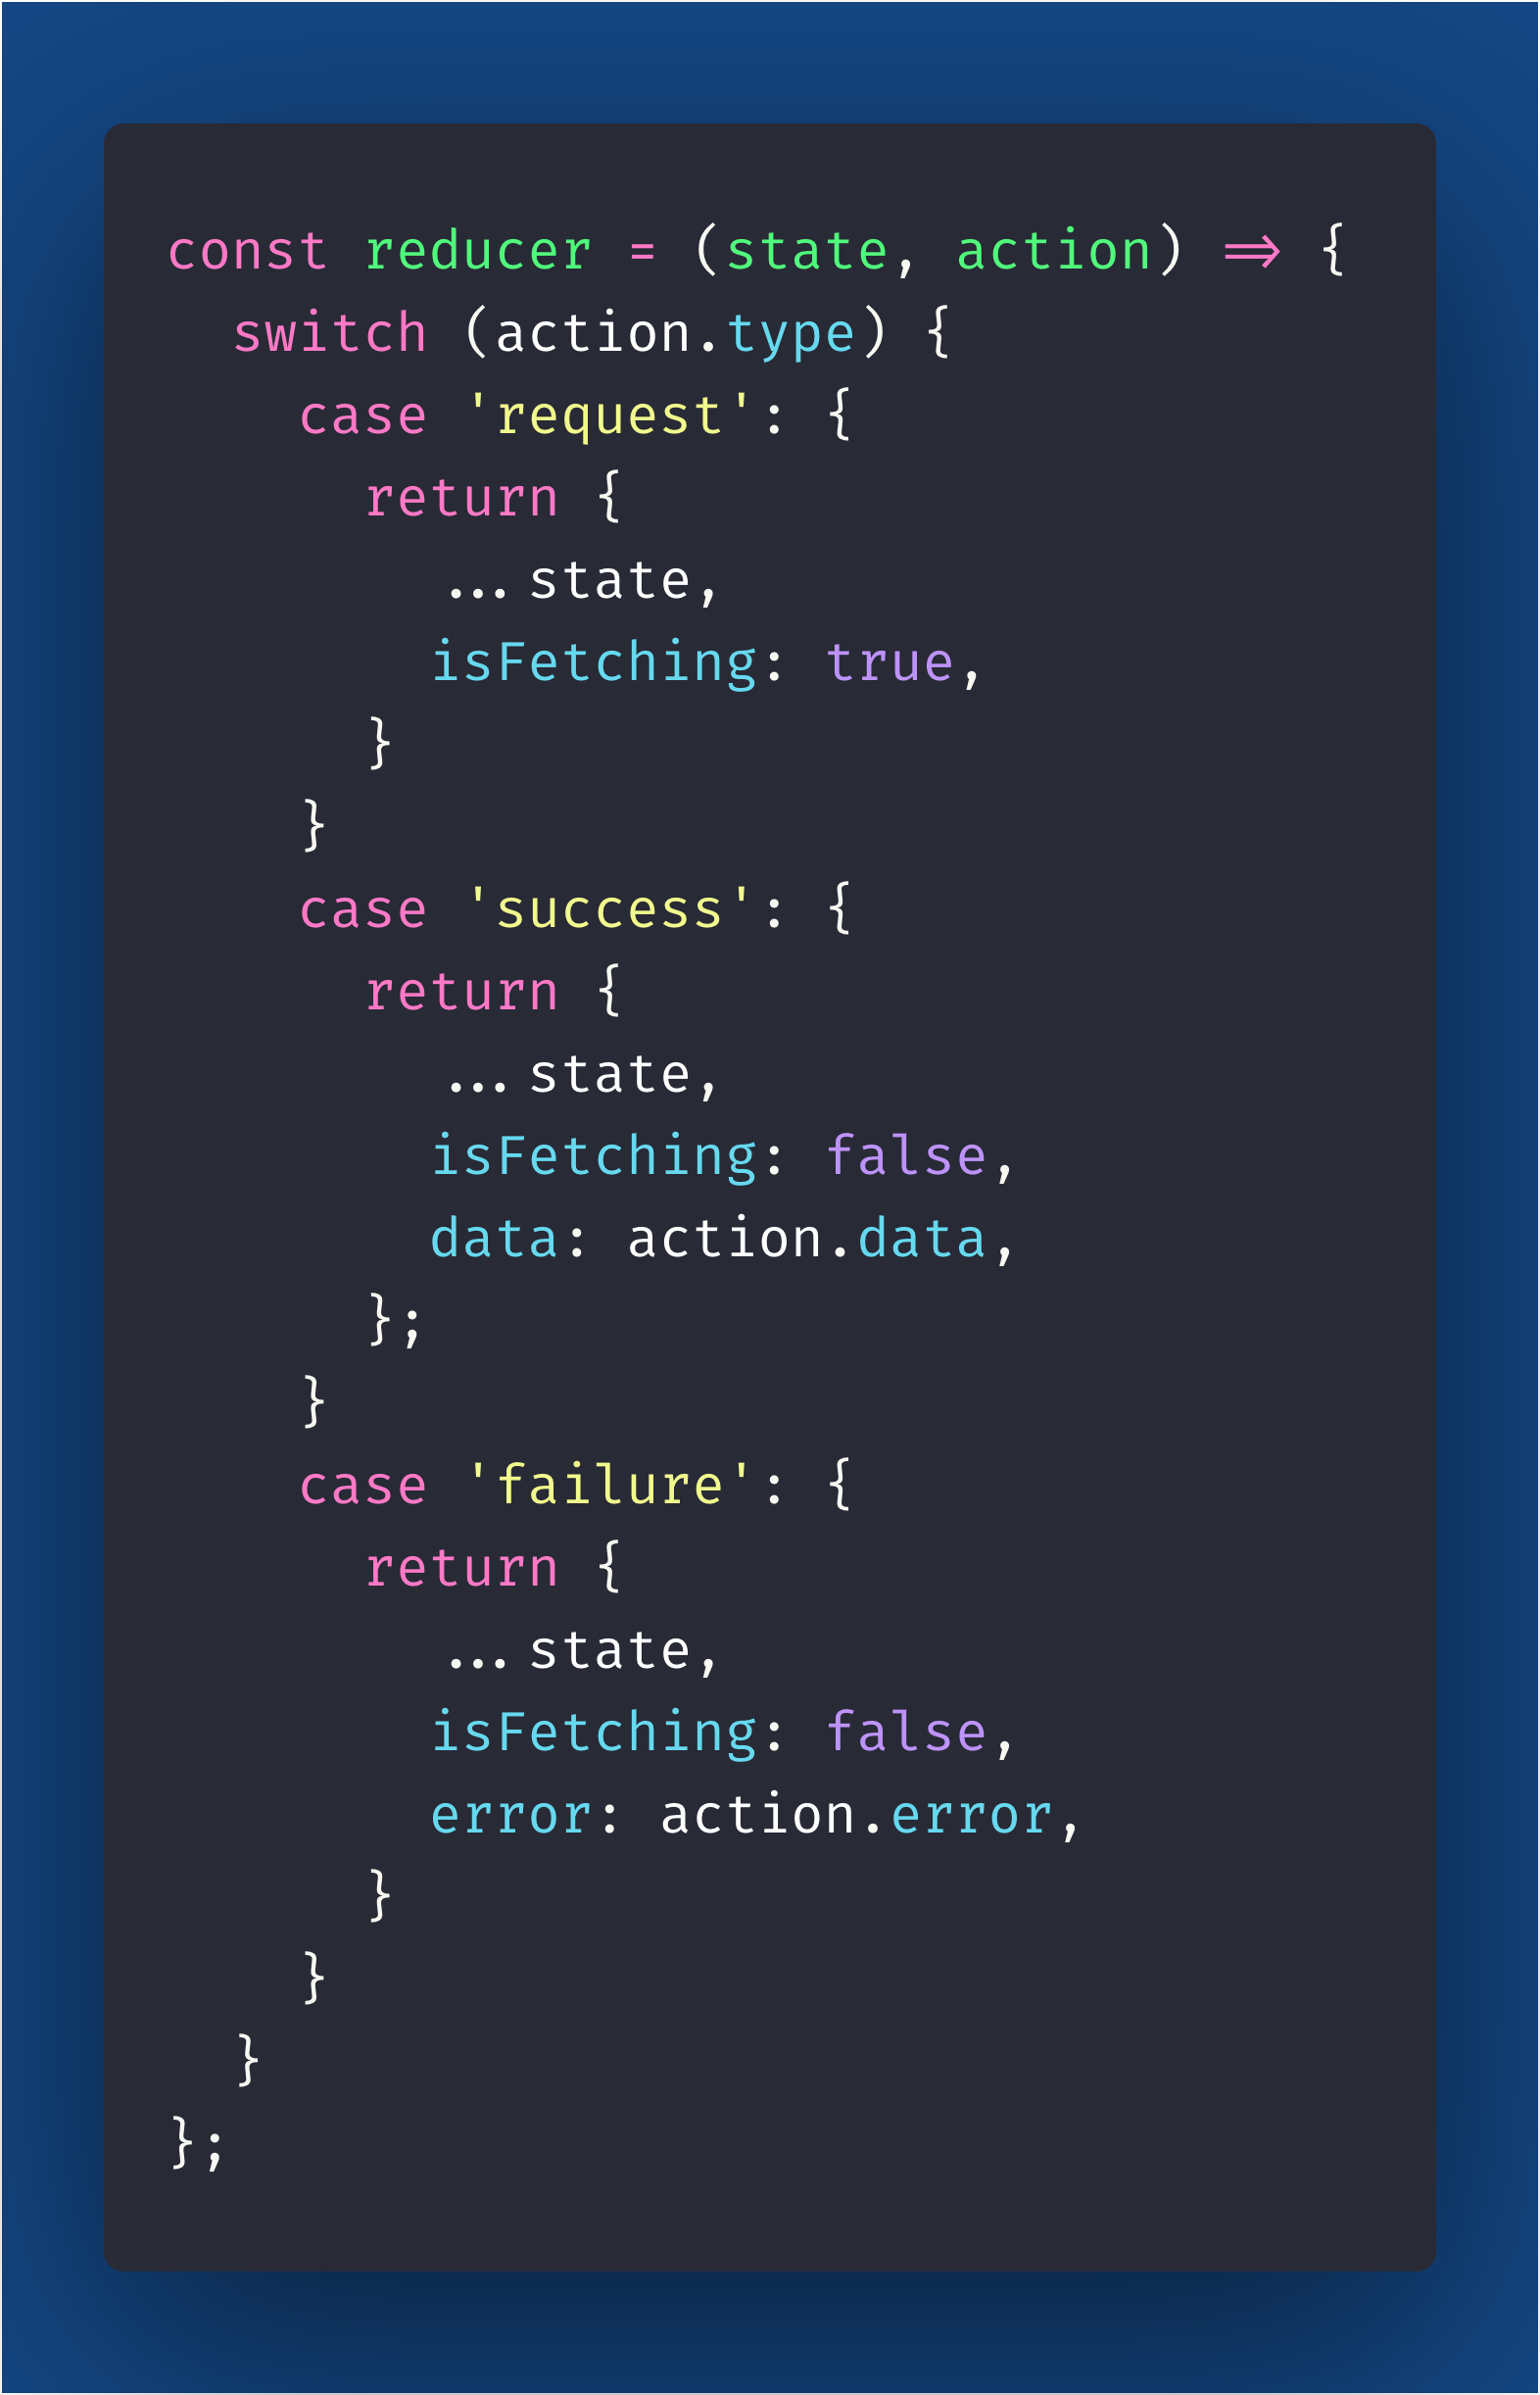 const reducer = (state, action) => {
  switch (action.type) {
    case 'request': {
      return {
        ...state,
        isFetching: true,
      }
    }
    case 'success': {
      return {
        ...state,
        isFetching: false,
        data: action.data,
      };
    }
    case 'failure': {
      return {
        ...state,
        isFetching: false,
        error: action.error,
      }
    }
  }
};